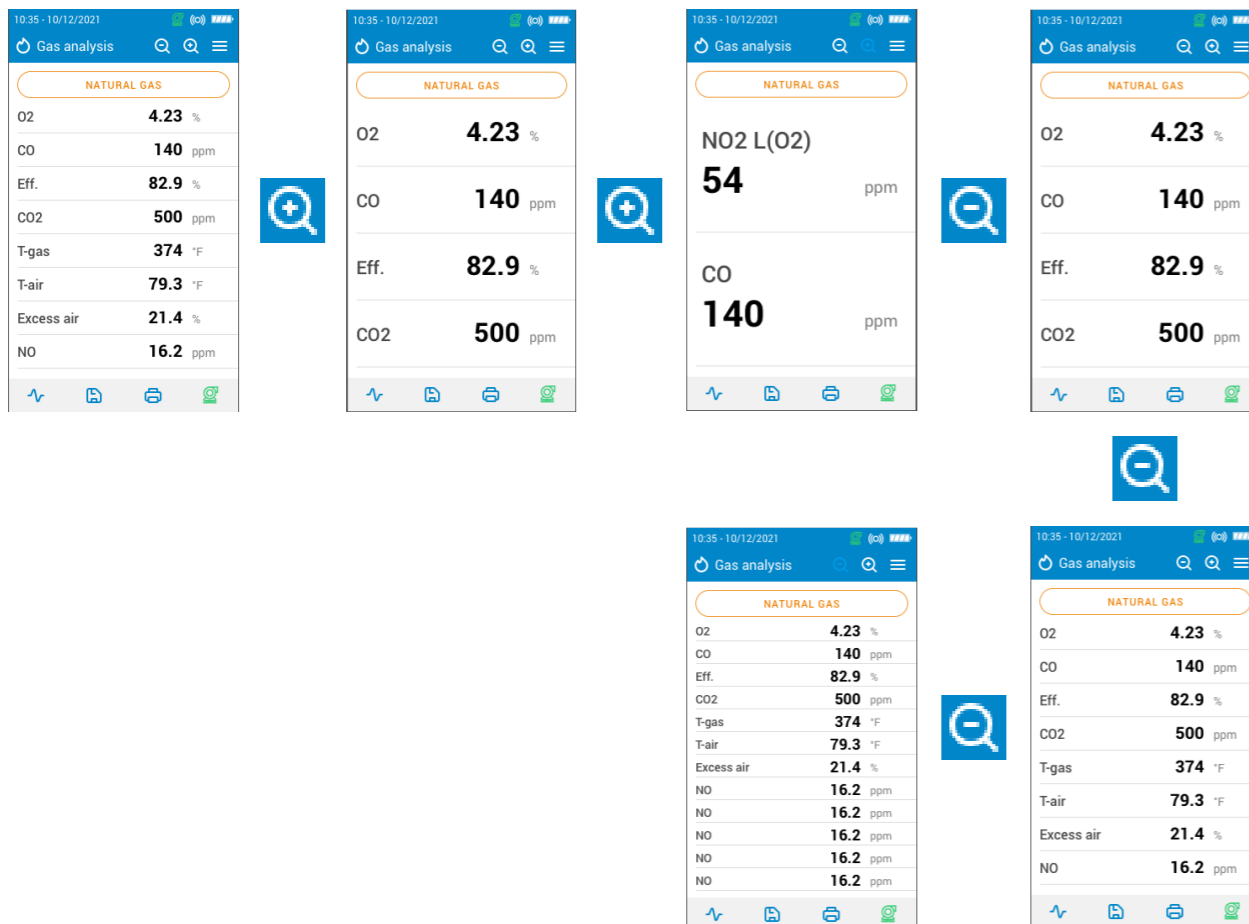 10:35 - 10/12/2021
Gas analysis
NATURAL GAS
O2 4.23 %
CO 140 ppm
Eff. 82.9 %
CO2 500 ppm
T-gas 374 °F
T-air 79.3 °F
Excess air 21.4 %
NO 16.2 ppm
10:35 - 10/12/2021
Gas analysis
NATURAL GAS
O2 4.23 %
CO 140 ppm
Eff. 82.9 %
CO2 500 ppm
10:35 - 10/12/2021
Gas analysis
NATURAL GAS
NO2 L(O2)
54 ppm
CO
140 ppm
10:35 - 10/12/2021
Gas analysis
NATURAL GAS
O2 4.23 %
CO 140 ppm
Eff. 82.9 %
CO2 500 ppm
10:35 - 10/12/2021
Gas analysis
NATURAL GAS
O2 4.23 %
CO 140 ppm
Eff. 82.9 %
CO2 500 ppm
T-gas 374 °F
T-air 79.3 °F
Excess air 21.4 %
NO 16.2 ppm
NO 16.2 ppm
NO 16.2 ppm
NO 16.2 ppm
NO 16.2 ppm
10:35 - 10/12/2021
Gas analysis
NATURAL GAS
O2 4.23 %
CO 140 ppm
Eff. 82.9 %
CO2 500 ppm
T-gas 374 °F
T-air 79.3 °F
Excess air 21.4 %
NO 16.2 ppm